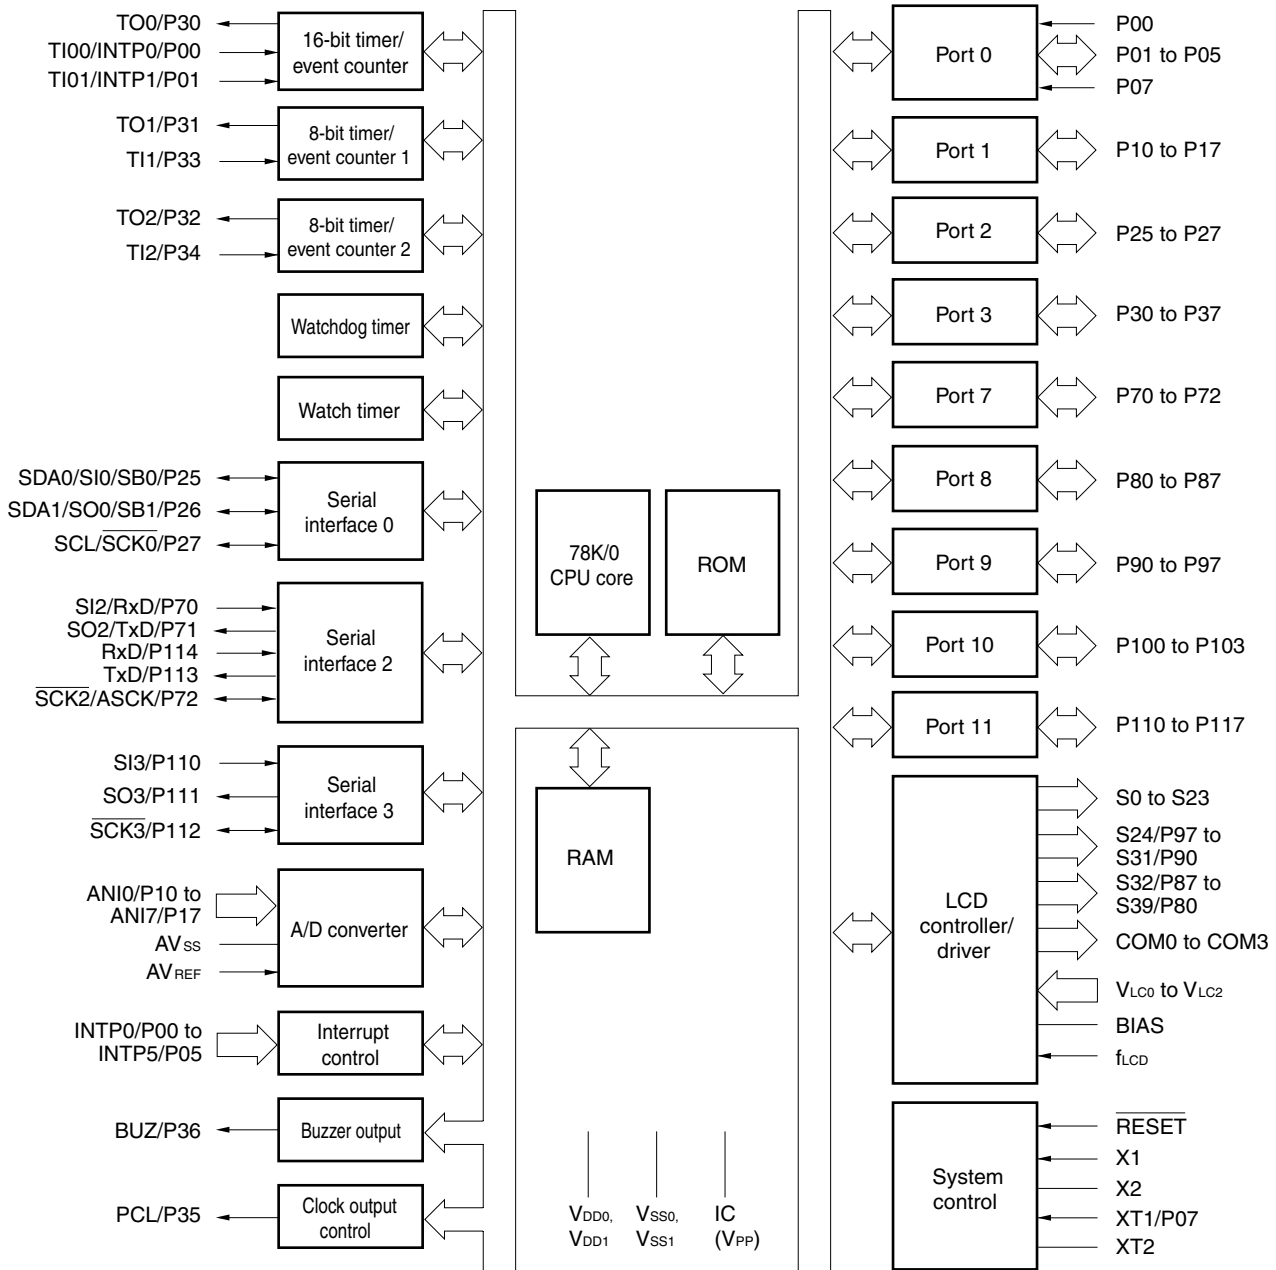 TO0/P30
TI00/INTP0/P00
TI01/INTP1/P01
16-bit timer/
event counter
TO1/P31
TI1/P33
8-bit timer/
event counter 1
TO2/P32
TI2/P34
8-bit timer/
event counter 2
Watchdog timer
Watch timer
SDA0/SI0/SB0/P25
SDA1/SO0/SB1/P26
SCL/S̅C̅K̅0̅/P27
Serial
interface 0
SI2/RxD/P70
SO2/TxD/P71
RxD/P114
TxD/P113
S̅C̅K̅2̅/ASCK/P72
Serial
interface 2
SI3/P110
SO3/P111
S̅C̅K̅3̅/P112
Serial
interface 3
ANI0/P10 to
ANI7/P17
AVSS
AVREF
A/D converter
INTP0/P00 to
INTP5/P05
Interrupt
control
BUZ/P36
Buzzer output
PCL/P35
Clock output
control
78K/0
CPU core
ROM
RAM
VDD0,
VDD1
VSS0,
VSS1
IC
(VPP)
Port 0
P00
P01 to P05
P07
Port 1
P10 to P17
Port 2
P25 to P27
Port 3
P30 to P37
Port 7
P70 to P72
Port 8
P80 to P87
Port 9
P90 to P97
Port 10
P100 to P103
Port 11
P110 to P117
LCD
controller/
driver
S0 to S23
S24/P97 to
S31/P90
S32/P87 to
S39/P80
COM0 to COM3
VLC0 to VLC2
BIAS
fLCD
System
control
R̅E̅S̅E̅T̅
X1
X2
XT1/P07
XT2